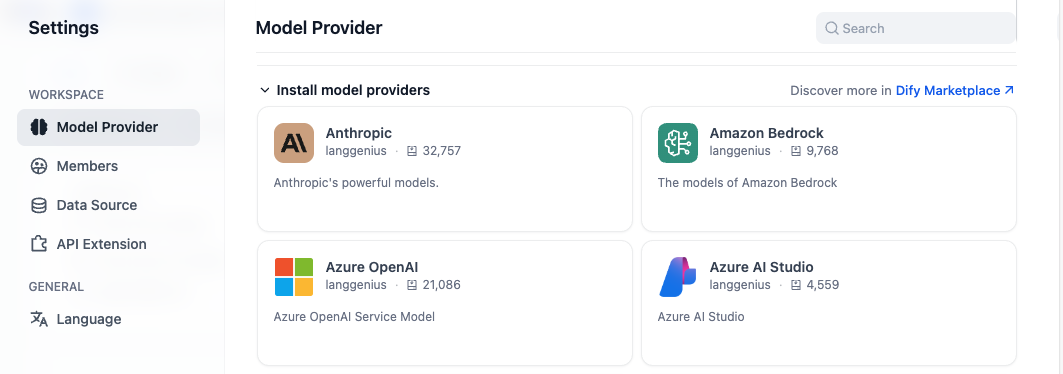 Settings
WORKSPACE
Model Provider
Members
Data Source
API Extension
GENERAL
Language
Model Provider
Search
Install model providers
Discover more in Dify Marketplace
Anthropic
langgenius · 32,757
Anthropic's powerful models.
Amazon Bedrock
langgenius · 9,768
The models of Amazon Bedrock
Azure OpenAI
langgenius · 21,086
Azure OpenAI Service Model
Azure AI Studio
langgenius · 4,559
Azure AI Studio